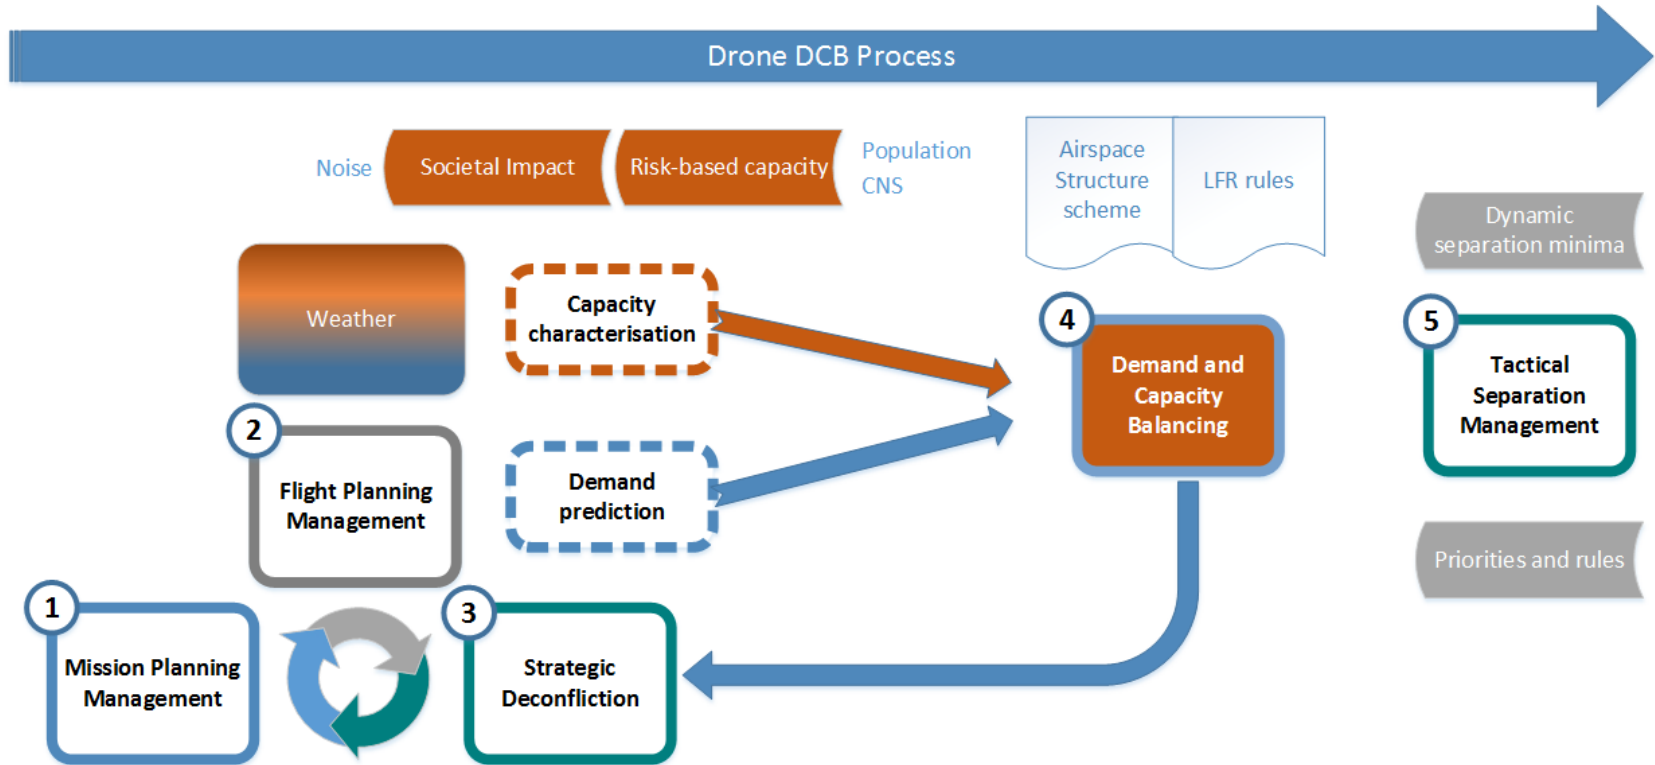 Drone DCB Process
Noise
Societal Impact
Risk-based capacity
Population
CNS
Airspace
Structure
scheme
LFR rules
Dynamic
separation minima
Weather
Capacity
characterisation
4
Demand and
Capacity
Balancing
5
Tactical
Separation
Management
2
Flight Planning
Management
Demand
prediction
Priorities and rules
1
Mission Planning
Management
3
Strategic
Deconfliction